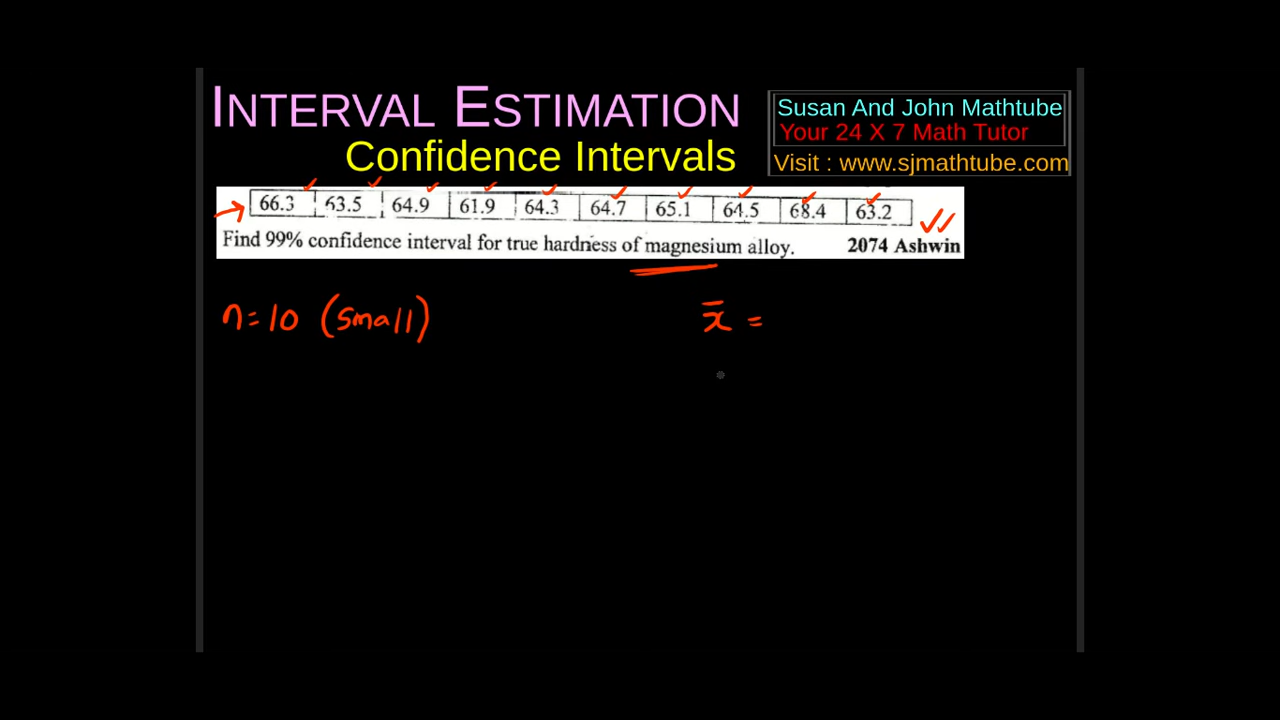 INTERVAL ESTIMATION
Confidence Intervals
Susan And John Mathtube
Your 24 X 7 Math Tutor
Visit : www.sjmathtube.com
66.3 63.5 64.9 61.9 64.3 64.7 65.1 64.5 68.4 63.2
Find 99% confidence interval for true hardness of magnesium alloy. 2074 Ashwin
n=10 (small) x̄ =